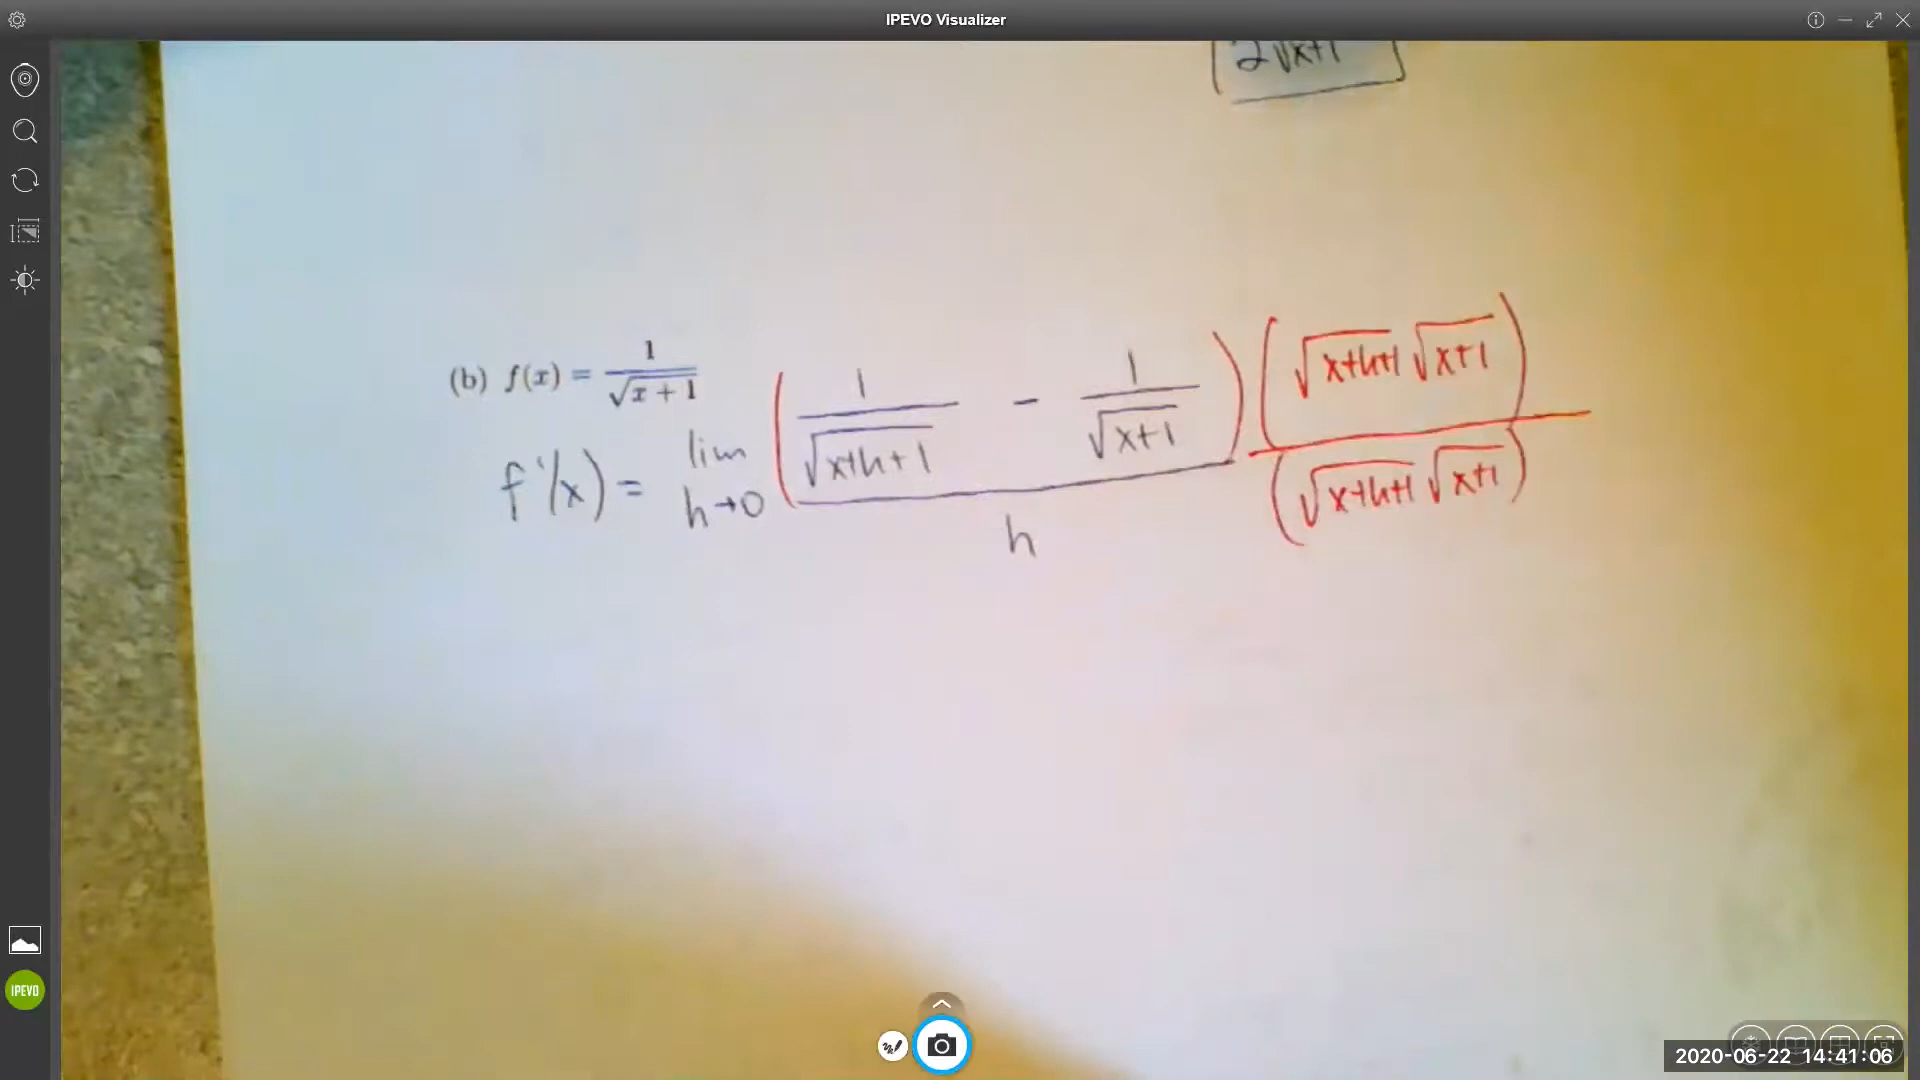 IPEVO Visualizer
2√x+1
(b) f(x) = 1/√x + 1
f'(x) = lim h→0 (1/√x+h+1 - 1/√x+1)/h (√x+h+1 √x+1)/(√x+h+1 √x+1)
IPEVO
2020-06-22 14:41:06